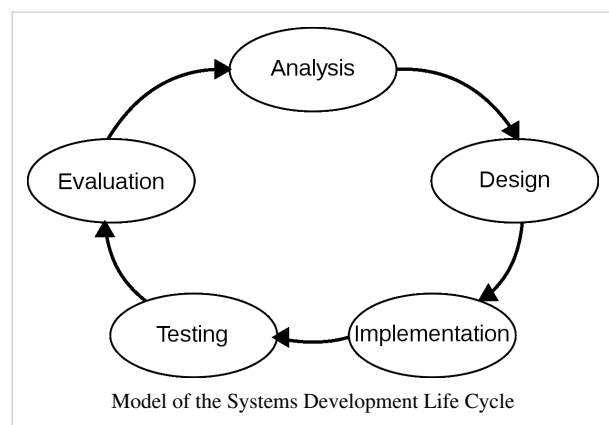 Analysis
Evaluation
Design
Testing
Implementation
Model of the Systems Development Life Cycle